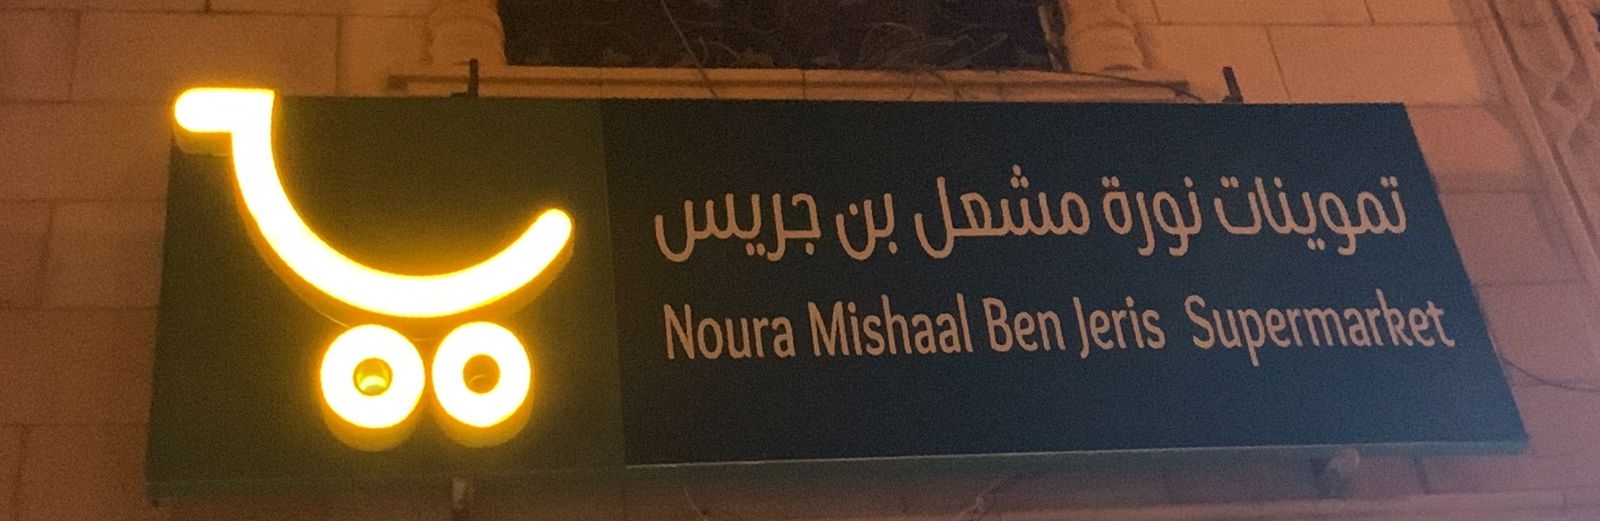 تموينات نورة مشعل بن جريس
Noura Mishaal Ben Jeris Supermarket